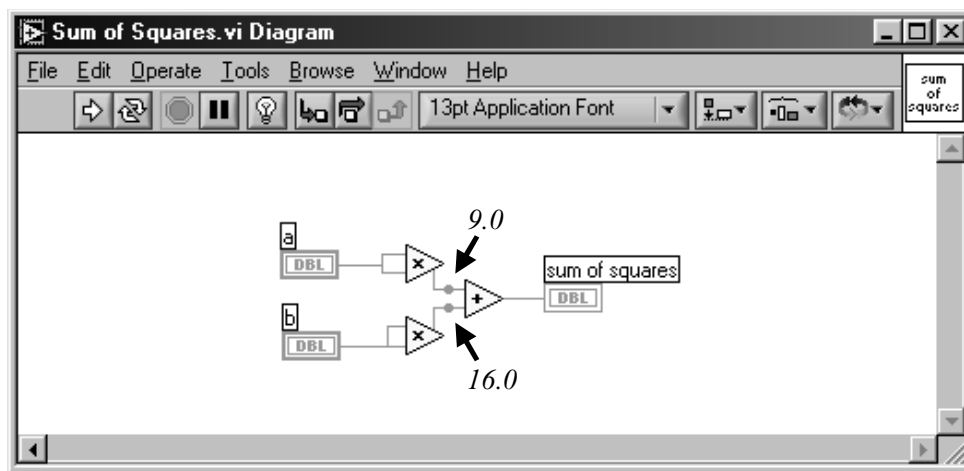 Sum of Squares.vi Diagram
File Edit Operate Tools Browse Window Help
sum
of
squares
13pt Application Font
9.0
a
DBL
×
sum of squares
+
DBL
b
DBL
×
16.0